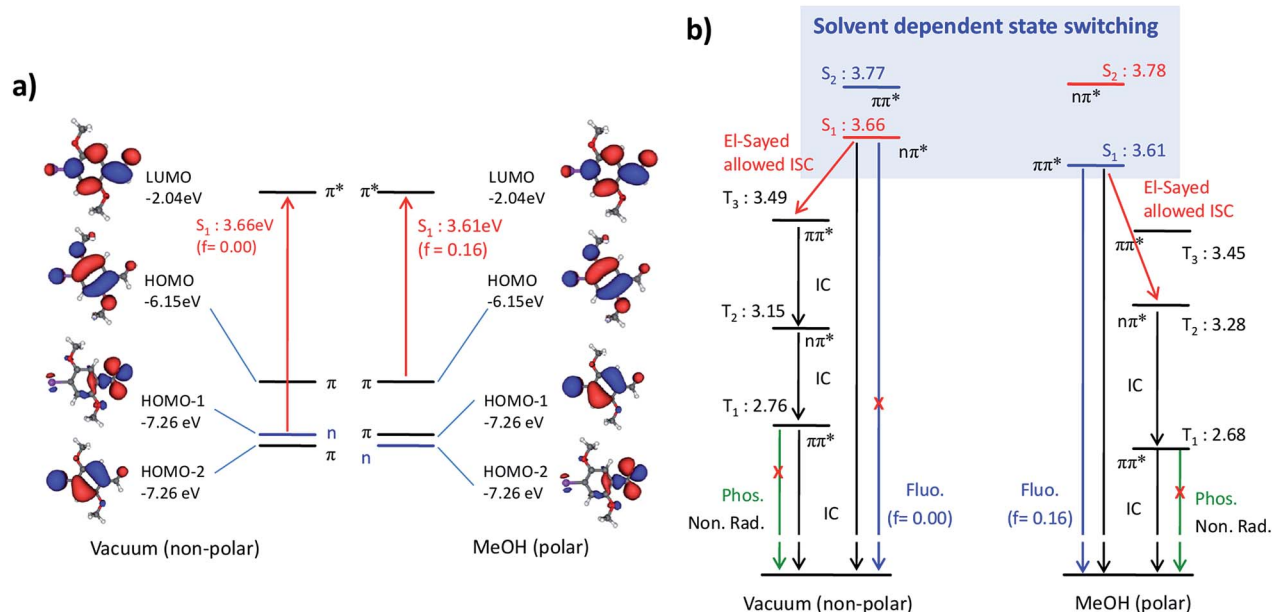 a)
LUMO
-2.04eV
π*
π*
LUMO
-2.04eV
S1 : 3.66eV
(f= 0.00)
S1 : 3.61eV
(f= 0.16)
HOMO
-6.15eV
HOMO
-6.15eV
π
π
HOMO-1
-7.26 eV
n
π
HOMO-1
-7.26 eV
π
n
HOMO-2
-7.26 eV
HOMO-2
-7.26 eV
Vacuum (non-polar)
MeOH (polar)
b)
Solvent dependent state switching
S2 : 3.77
ππ*
S2 : 3.78
nπ*
S1 : 3.66
nπ*
S1 : 3.61
ππ*
El-Sayed
allowed ISC
El-Sayed
allowed ISC
T3 : 3.49
ππ*
IC
T2 : 3.15
nπ*
IC
T1 : 2.76
ππ*
x
x
Phos.
Non. Rad.
IC
Fluo.
(f= 0.00)
ππ*
T3 : 3.45
nπ*
T2 : 3.28
IC
T1 : 2.68
ππ*
x
Fluo.
(f= 0.16)
IC
Phos.
Non. Rad.
Vacuum (non-polar)
MeOH (polar)